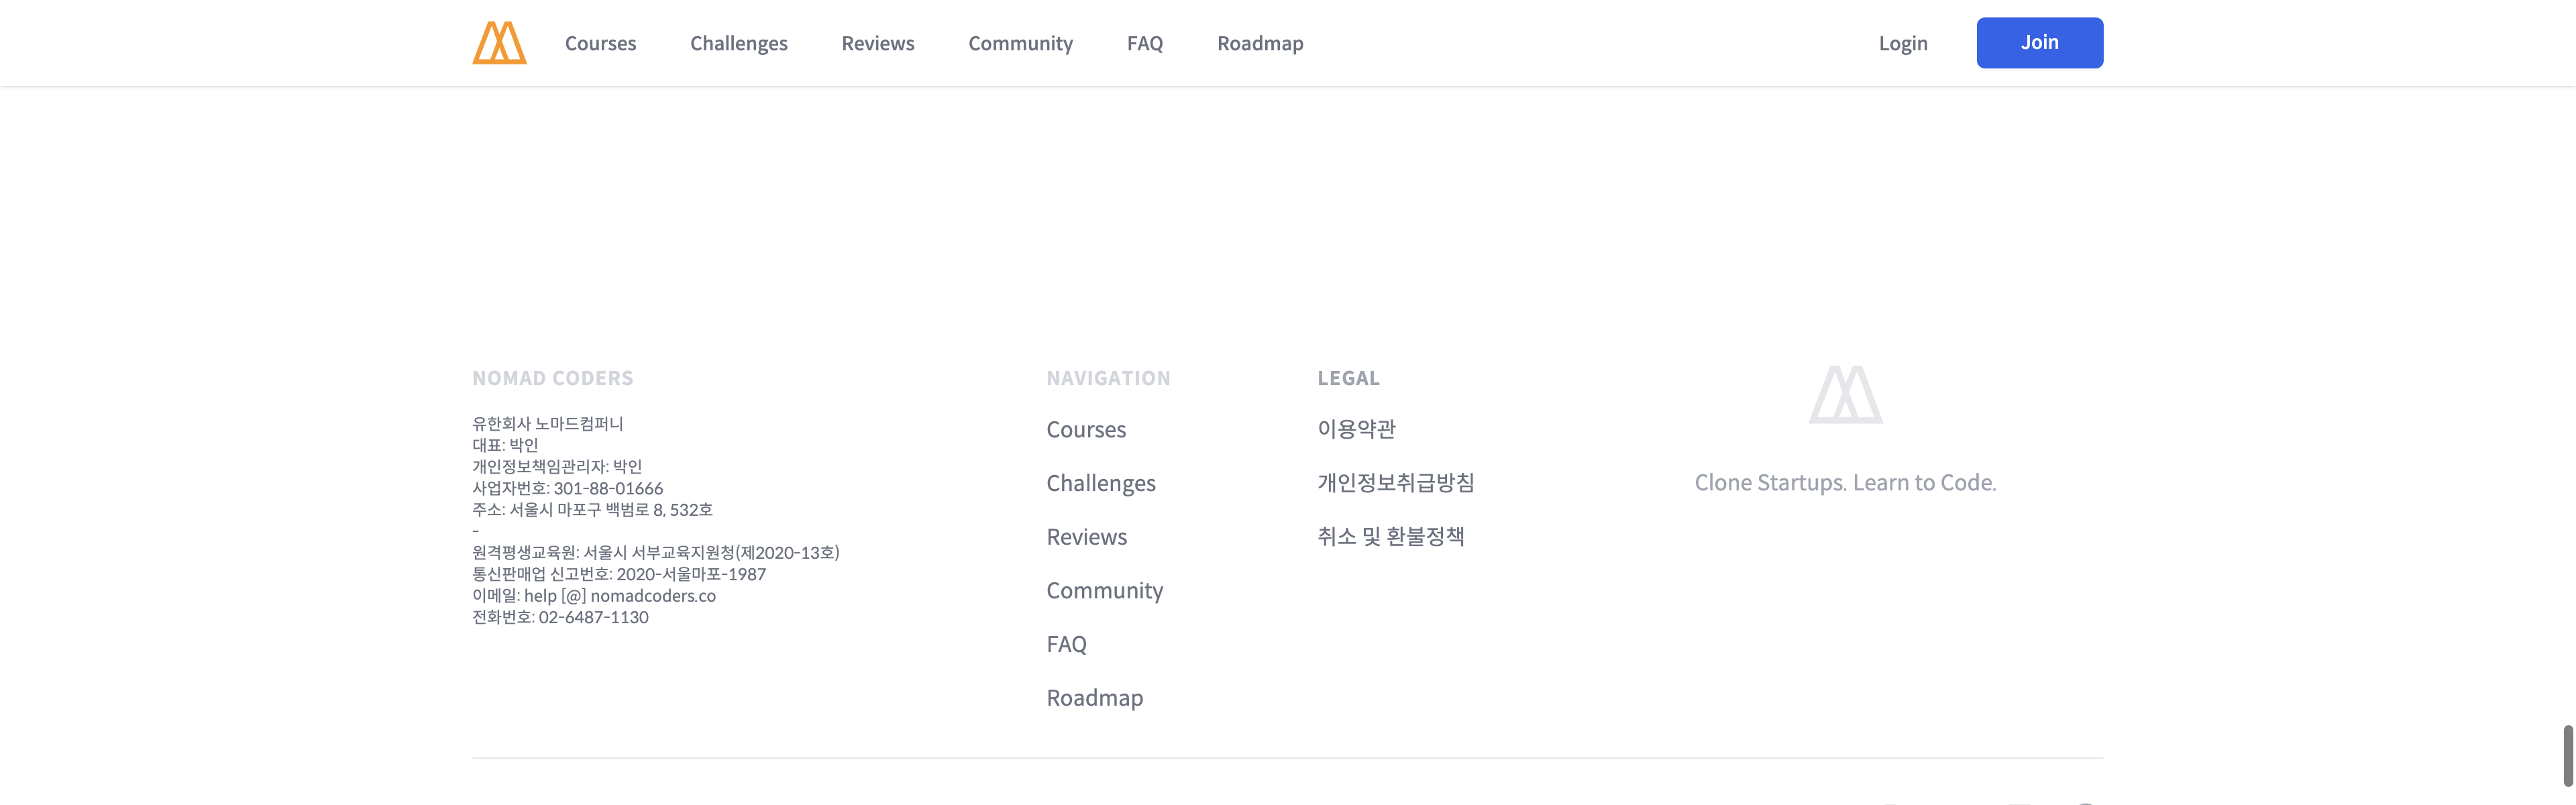 Courses
Challenges
Reviews
Community
FAQ
Roadmap
Login
Join
NOMAD CODERS
유한회사 노마드컴퍼니
대표: 박인
개인정보책임관리자: 박인
사업자번호: 301-88-01666
주소: 서울시 마포구 백범로 8, 532호
-
원격평생교육원: 서울시 서부교육지원청(제2020-13호)
통신판매업 신고번호: 2020-서울마포-1987
이메일: help [@] nomadcoders.co
전화번호: 02-6487-1130
NAVIGATION
Courses
Challenges
Reviews
Community
FAQ
Roadmap
LEGAL
이용약관
개인정보취급방침
취소 및 환불정책
Clone Startups. Learn to Code.